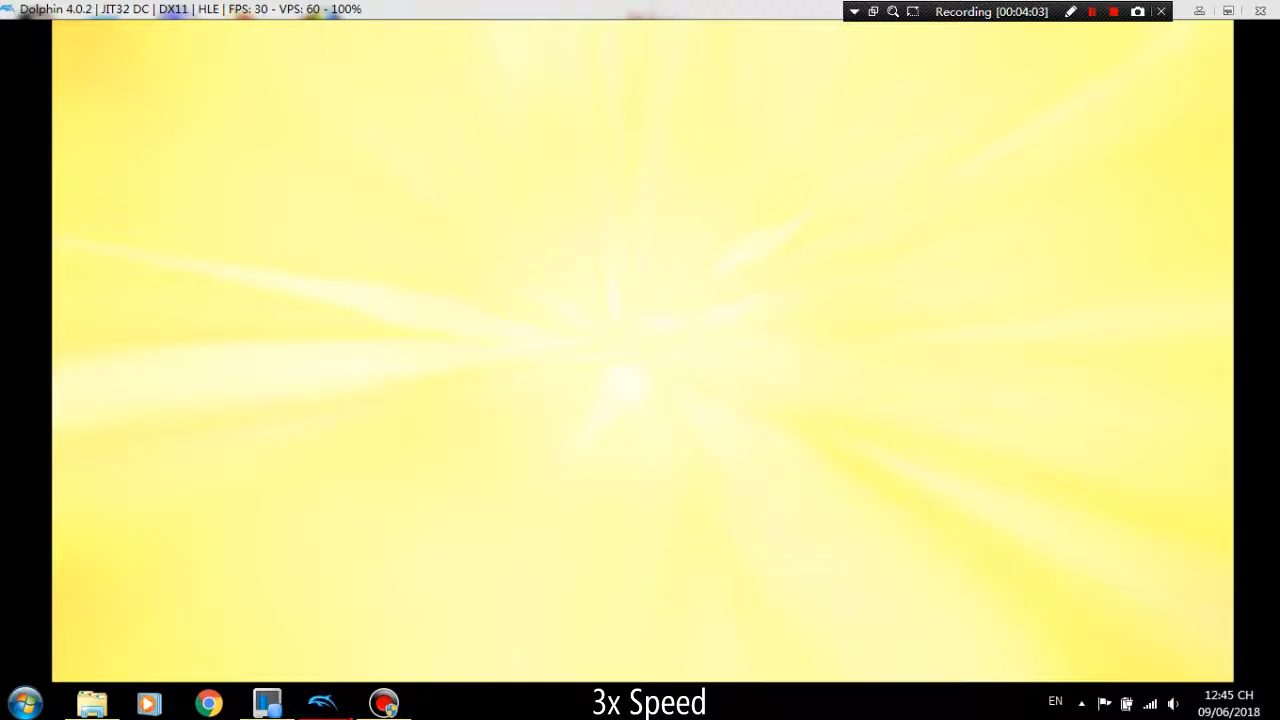 Dolphin 4.0.2 | JIT32 DC | DX11 | HLE | FPS: 30 - VPS: 60 - 100%
Recording [00:04:03]
3x Speed
EN
12:45 CH
09/06/2018